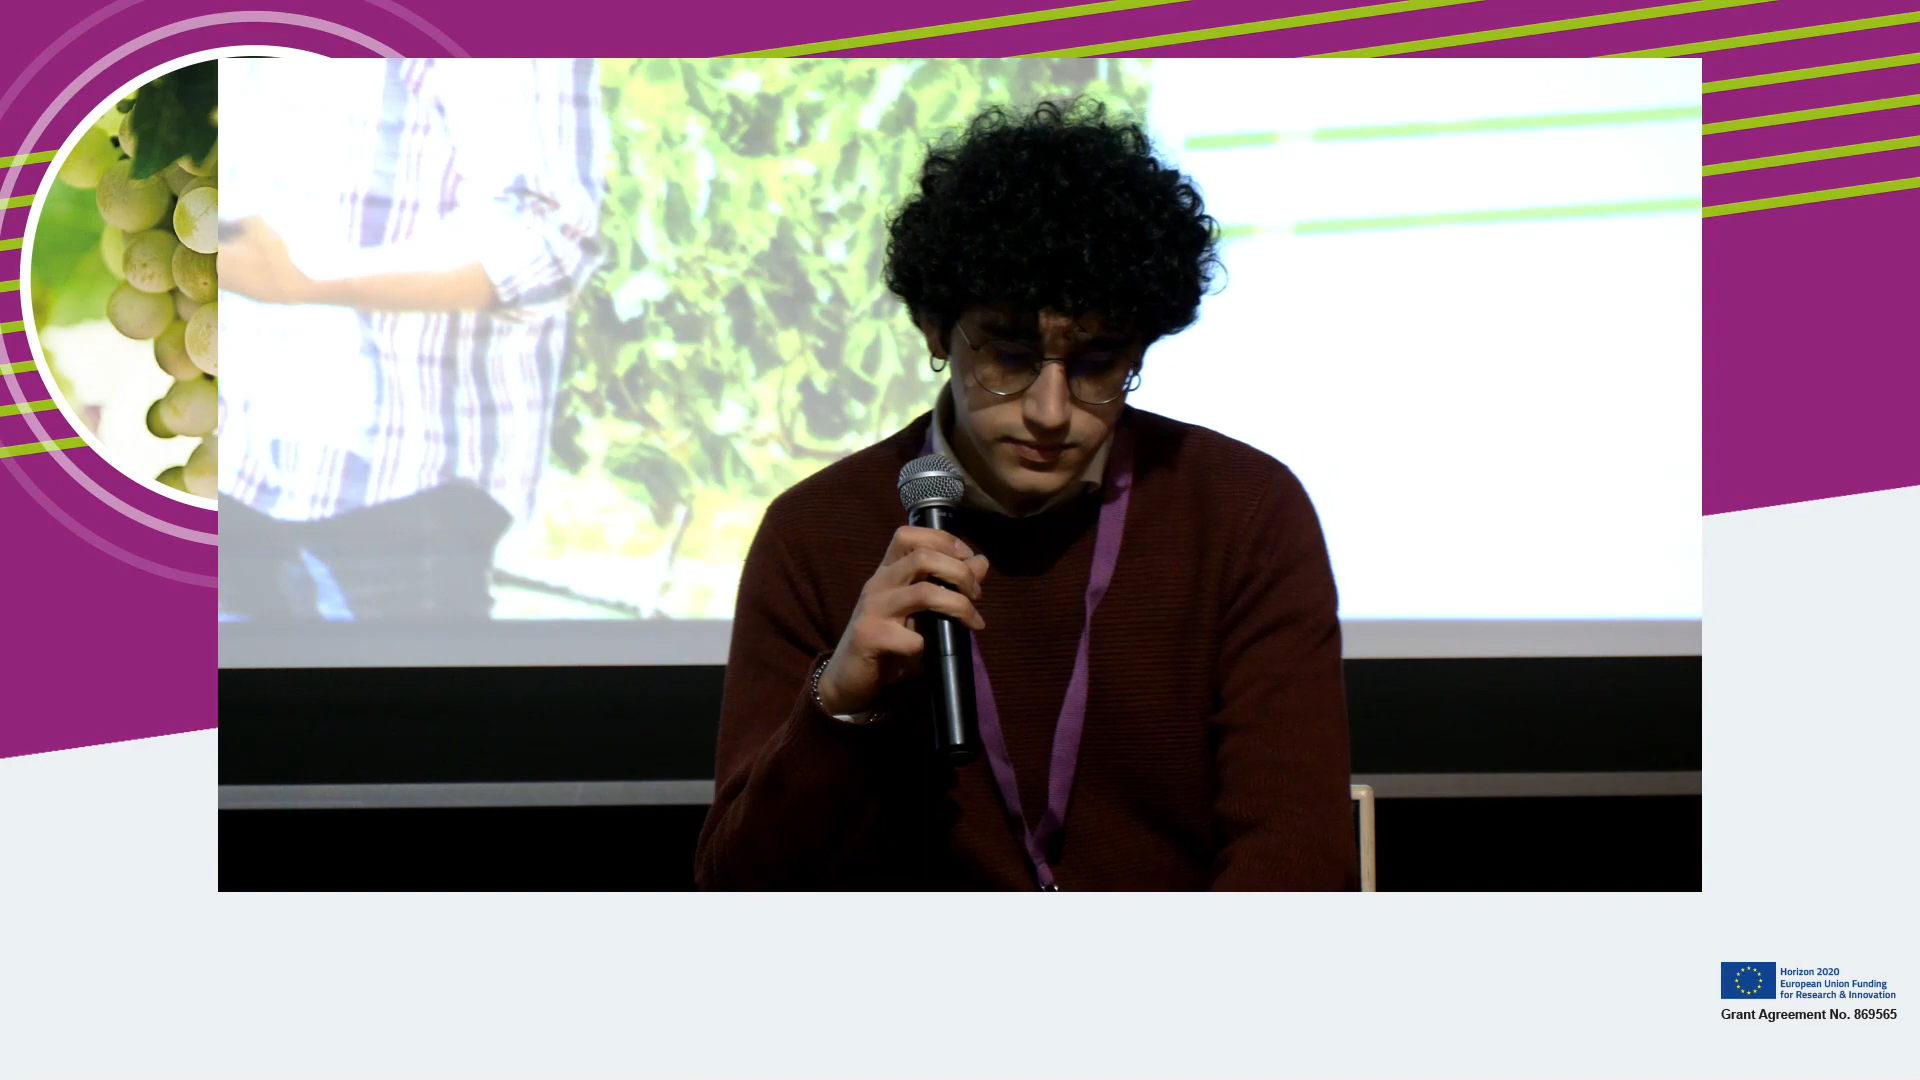 Horizon 2020
European Union Funding
for Research & Innovation
Grant Agreement No. 869565